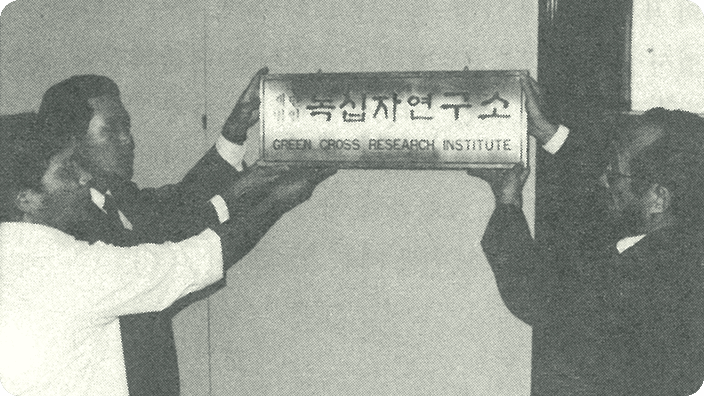 녹십자연구소
GREEN CROSS RESEARCH INSTITUTE